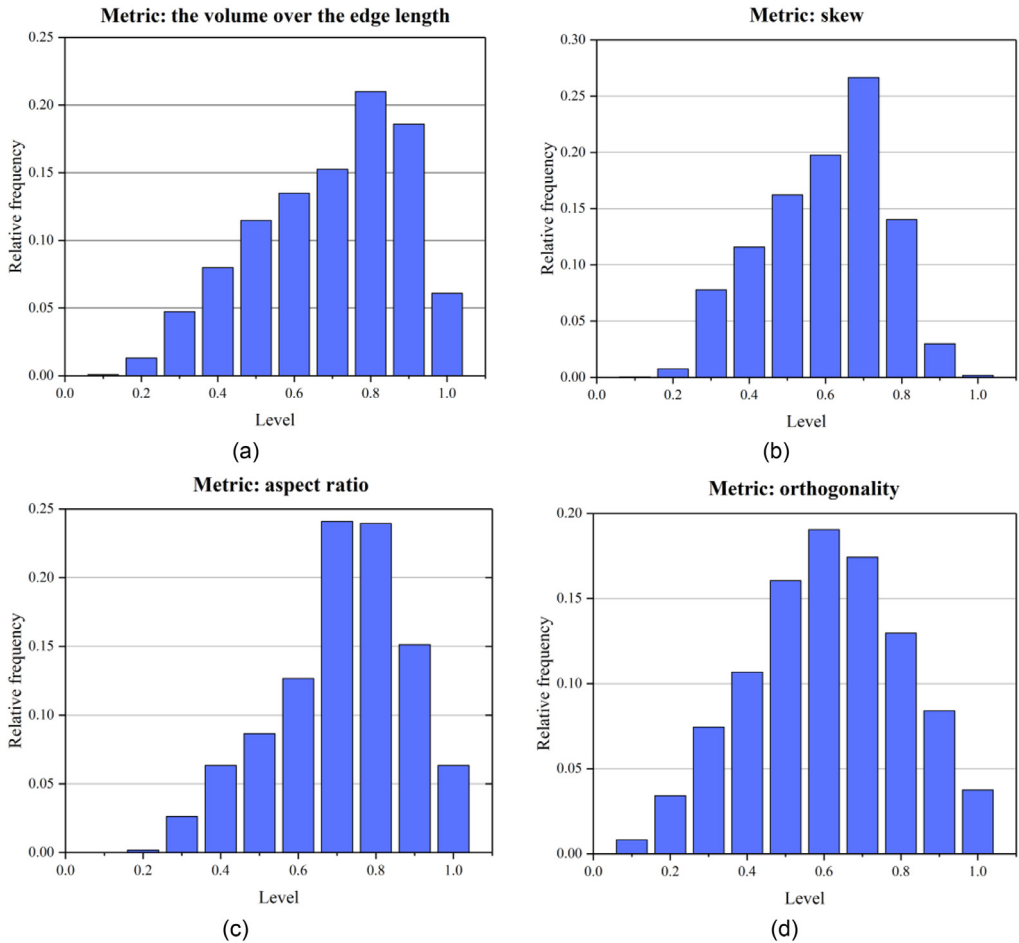 Metric: the volume over the edge length
0.25
0.20
0.15
0.10
0.05
0.00
Relative frequency
0.0 0.2 0.4 0.6 0.8 1.0
Level
(a)
Metric: skew
0.30
0.25
0.20
0.15
0.10
0.05
0.00
Relative frequency
0.0 0.2 0.4 0.6 0.8 1.0
Level
(b)
Metric: aspect ratio
0.25
0.20
0.15
0.10
0.05
0.00
Relative frequency
0.0 0.2 0.4 0.6 0.8 1.0
Level
(c)
Metric: orthogonality
0.20
0.15
0.10
0.05
0.00
Relative frequency
0.0 0.2 0.4 0.6 0.8 1.0
Level
(d)